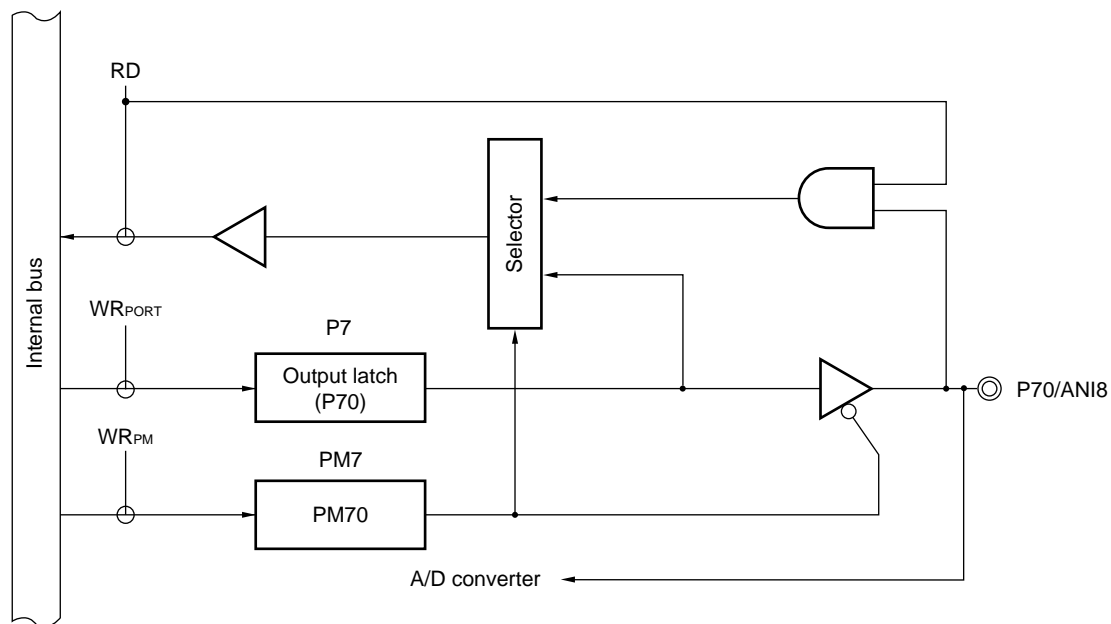 RD
Selector
Internal bus
WRPORT
P7
Output latch
(P70)
P70/ANI8
WRPM
PM7
PM70
A/D converter